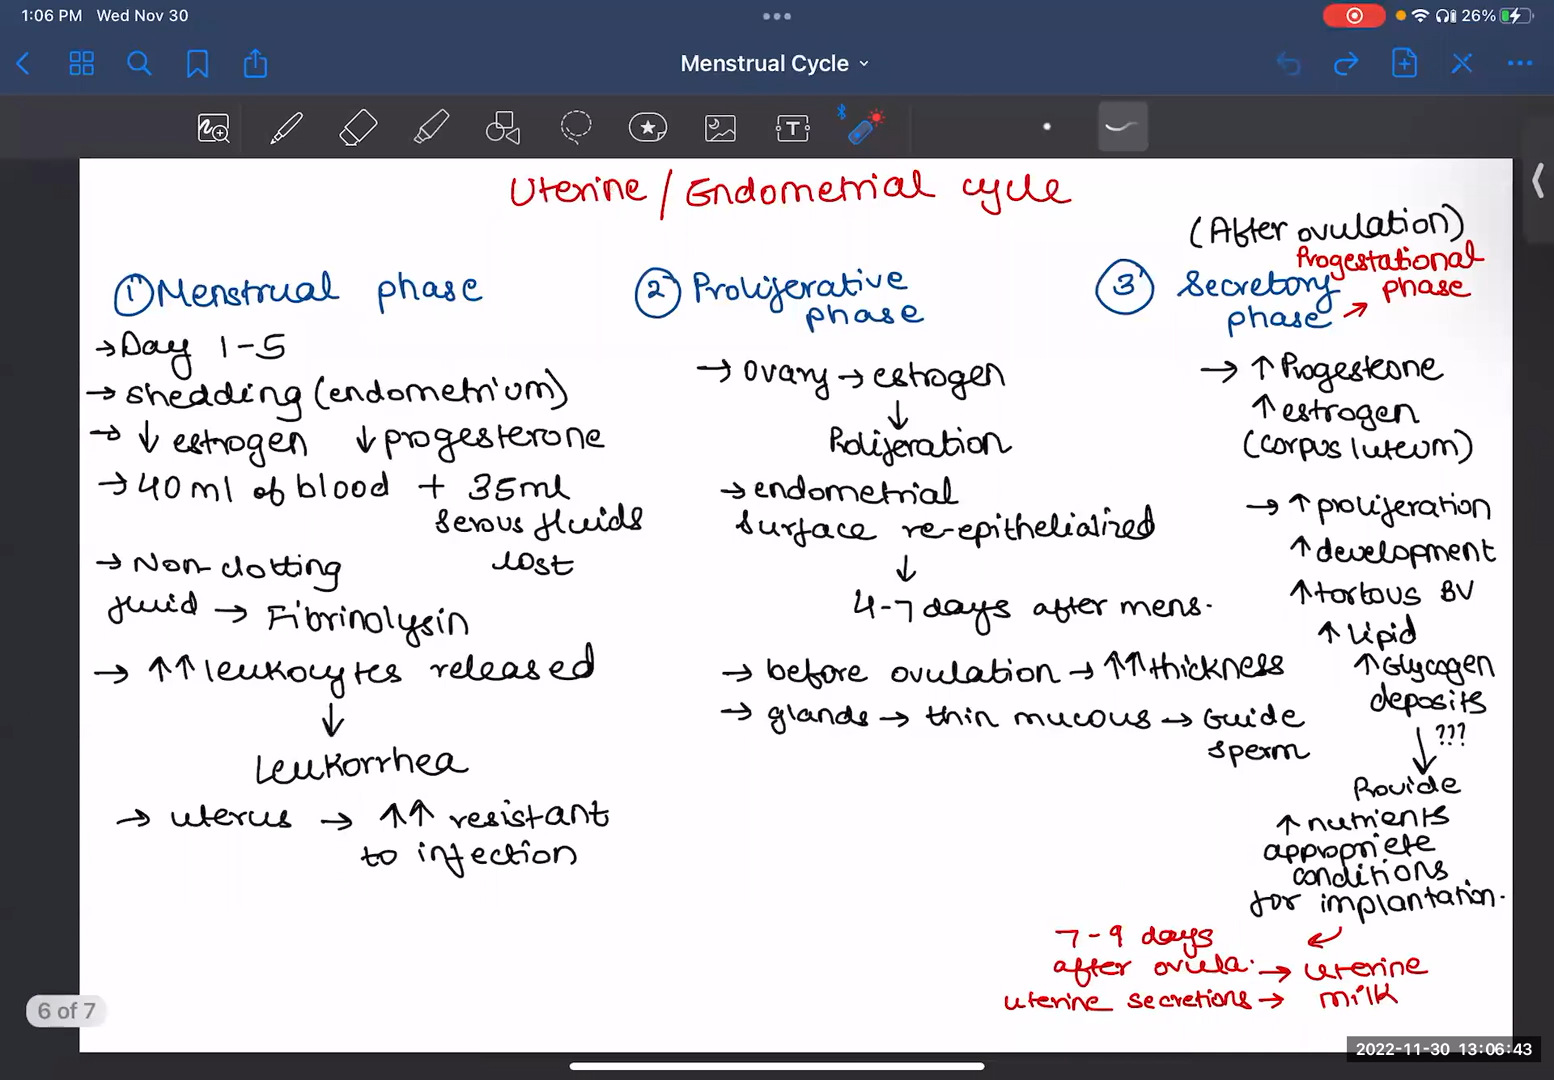 1:06 PM Wed Nov 30
26%
Menstrual Cycle
Uterine / Endometrial cycle
① Menstrual phase
→ Day 1-5
→ shedding (endometrium)
→ ↓ estrogen ↓ progesterone
→ 40 ml of blood + 35ml
serous fluids
lost
→ Non-clotting
fluid → Fibrinolysin
→ ↑↑ leukocytes released
↓
Leukorrhea
→ uterus → ↑↑ resistant
to infection
② Proliferative
phase
→ ovary → estrogen
↓
Proliferation
→ endometrial
surface re-epithelialized
↓
4-7 days after mens.
→ before ovulation → ↑↑ thickness
→ glands → thin mucous → Guide
sperm
(After ovulation)
③ Secretory
phase →
Progestational
phase
→ ↑ Progesterone
↑ estrogen
(corpus luteum)
→ ↑ proliferation
↑ development
↑ tortous BV
↑ Lipid
↑ Glycogen
deposits
↓ ???
Provide
↑ nutrients
appropriete
conditions
for implantation.
7-9 days
after ovula. → uterine
uterine secretions → milk
6 of 7
2022-11-30 13:06:43